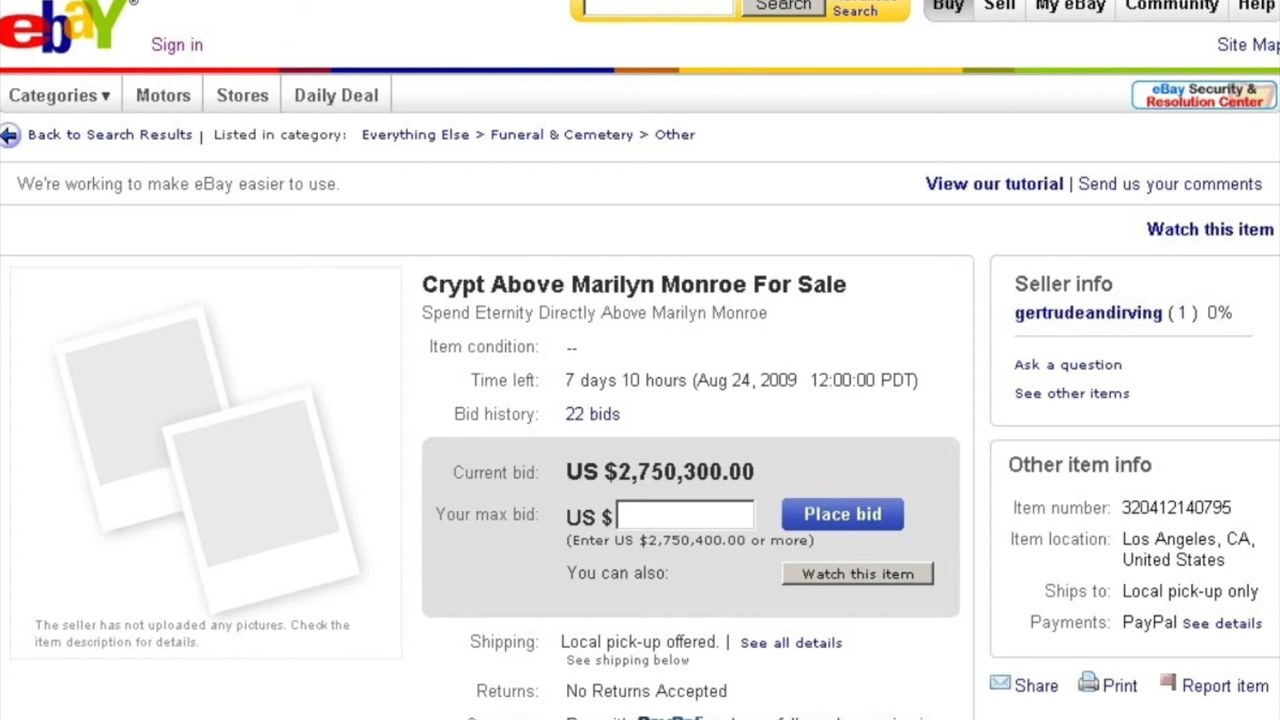 ebaY®
Search
Advanced Search
Buy Sell My eBay Community Help
Sign in
Site Map
Categories ▾ Motors Stores Daily Deal
eBay Security &
Resolution Center
Back to Search Results | Listed in category: Everything Else > Funeral & Cemetery > Other
We're working to make eBay easier to use.
View our tutorial | Send us your comments
Watch this item
Crypt Above Marilyn Monroe For Sale
Spend Eternity Directly Above Marilyn Monroe
Item condition: --
Time left: 7 days 10 hours (Aug 24, 2009 12:00:00 PDT)
Bid history: 22 bids
Current bid: US $2,750,300.00
Your max bid: US $ Place bid
(Enter US $2,750,400.00 or more)
You can also: Watch this item
The seller has not uploaded any pictures. Check the
item description for details.
Shipping: Local pick-up offered. | See all details
See shipping below
Returns: No Returns Accepted
Seller info
gertrudeandirving ( 1 ) 0%
Ask a question
See other items
Other item info
Item number: 320412140795
Item location: Los Angeles, CA,
United States
Ships to: Local pick-up only
Payments: PayPal See details
Share Print Report item